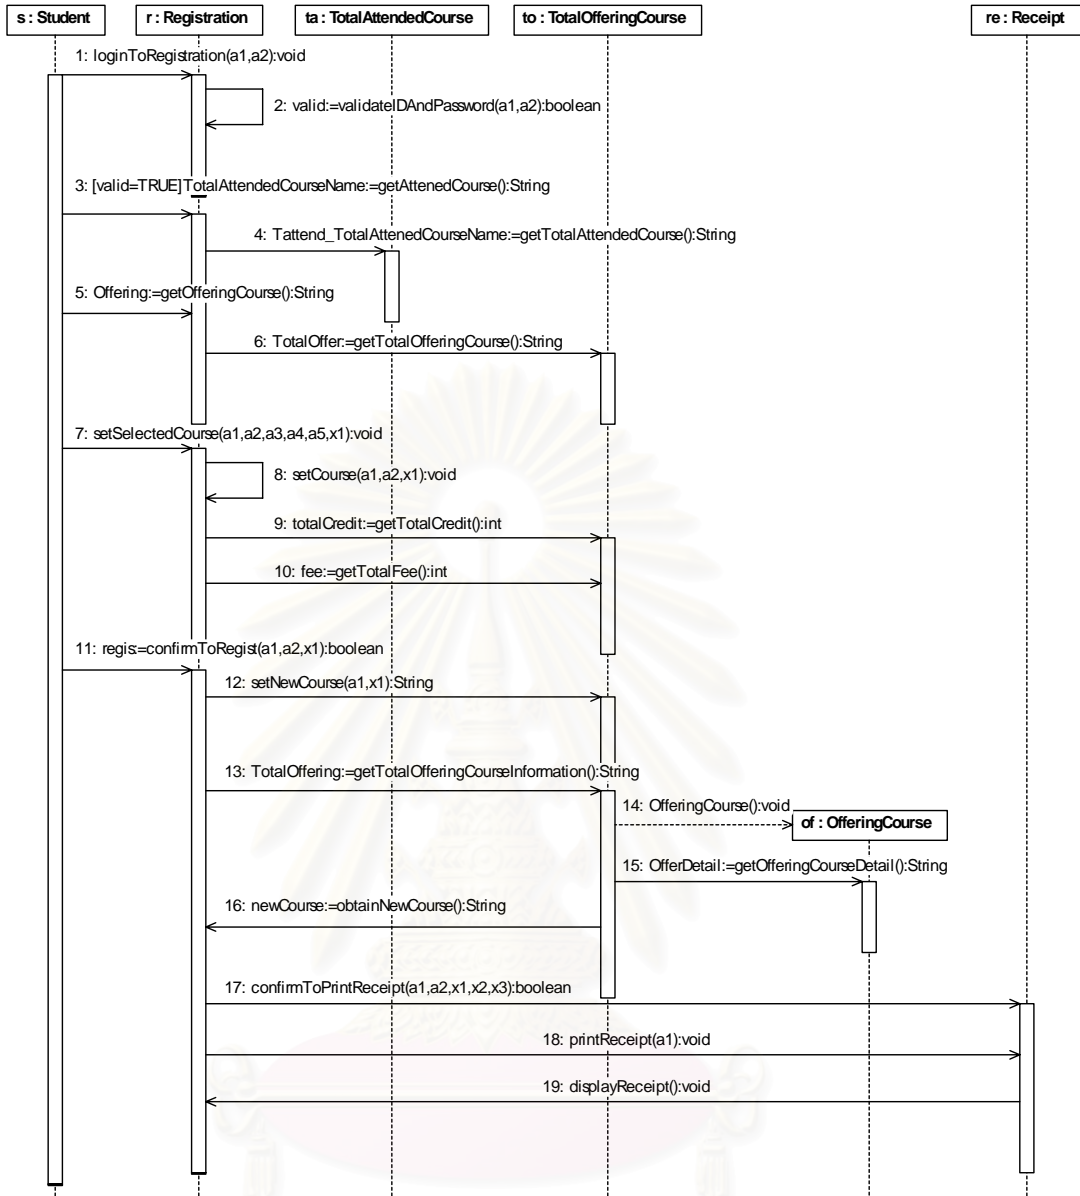 s : Student
r : Registration
ta : TotalAttendedCourse
to : TotalOfferingCourse
re : Receipt
1: loginToRegistration(a1,a2):void
2: valid:=validateIDAndPassword(a1,a2):boolean
3: [valid=TRUE]TotalAttendedCourseName:=getAttenedCourse():String
4: Tattend_TotalAttenedCourseName:=getTotalAttendedCourse():String
5: Offering:=getOfferingCourse():String
6: TotalOffer:=getTotalOfferingCourse():String
7: setSelectedCourse(a1,a2,a3,a4,a5,x1):void
8: setCourse(a1,a2,x1):void
9: totalCredit:=getTotalCredit():int
10: fee:=getTotalFee():int
11: regis:=confirmToRegist(a1,a2,x1):boolean
12: setNewCourse(a1,x1):String
13: TotalOffering:=getTotalOfferingCourseInformation():String
14: OfferingCourse():void
of : OfferingCourse
15: OfferDetail:=getOfferingCourseDetail():String
16: newCourse:=obtainNewCourse():String
17: confirmToPrintReceipt(a1,a2,x1,x2,x3):boolean
18: printReceipt(a1):void
19: displayReceipt():void